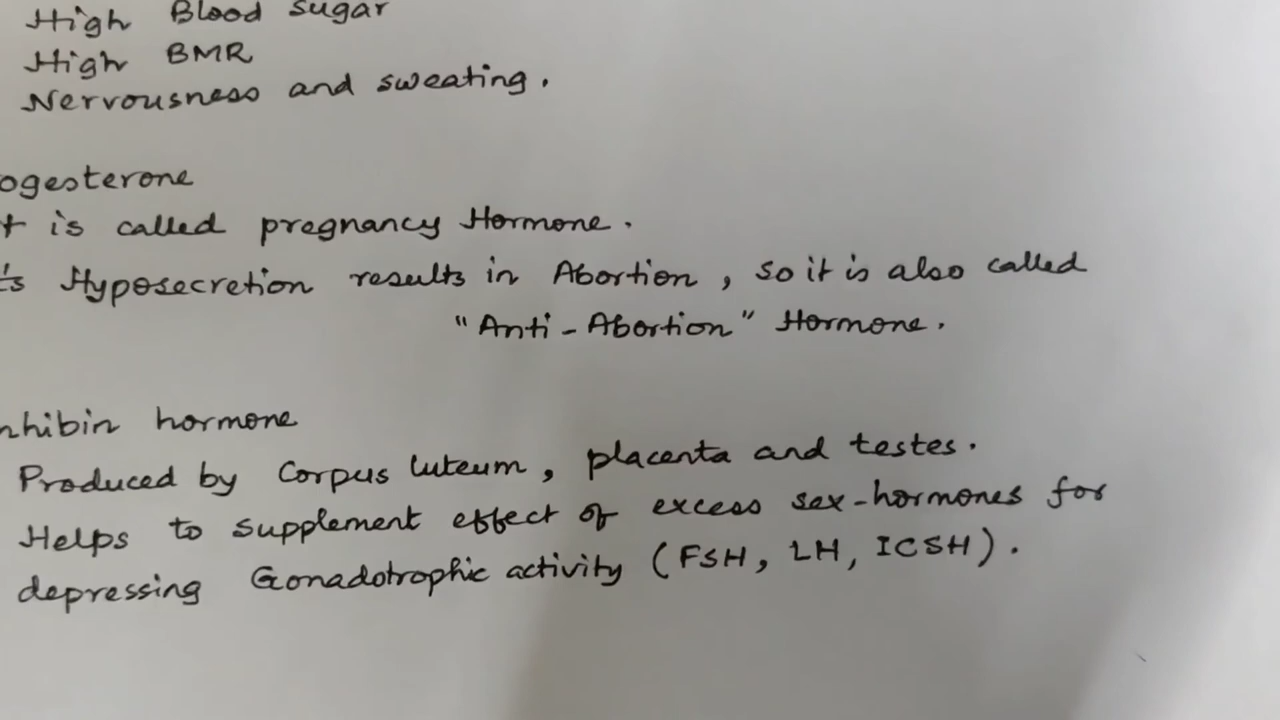 High Blood sugar
High BMR
Nervousness and sweating.
ogesterone
t is called pregnancy Hormone.
t's Hyposecretion results in Abortion, so it is also called
"Anti-Abortion" Hormone.
nhibin hormone
Produced by Corpus luteum, placenta and testes.
Helps to supplement effect of excess sex-hormones for
depressing Gonadotrophic activity (FSH, LH, ICSH).